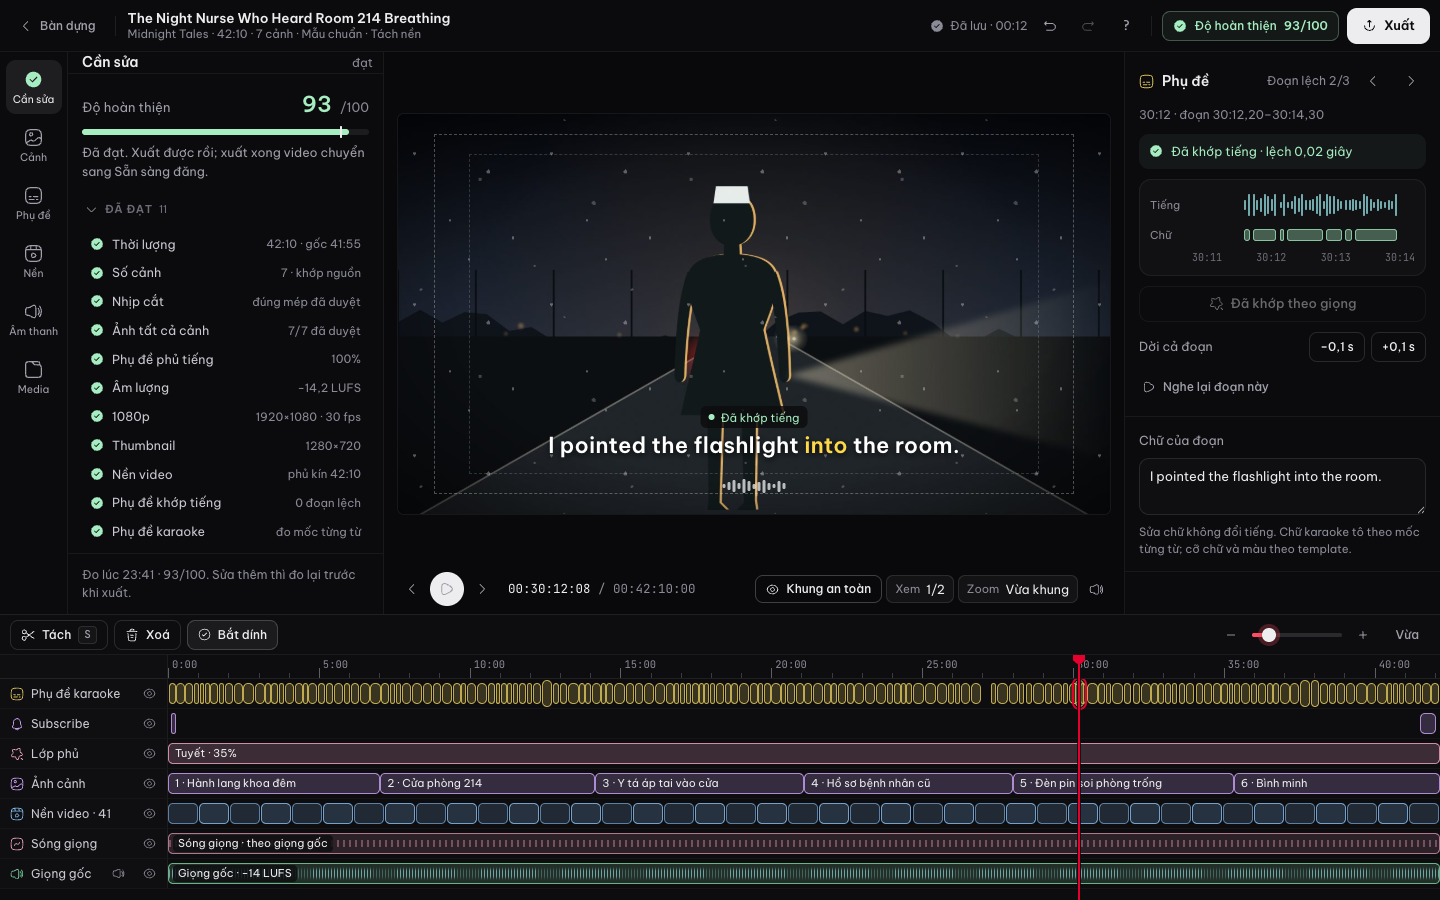 Bàn dựng
The Night Nurse Who Heard Room 214 Breathing
Midnight Tales · 42:10 · 7 cảnh · Mẫu chuẩn · Tách nền
Đã lưu · 00:12
?
Độ hoàn thiện 93/100
Xuất
Cần sửa
Cảnh
Phụ đề
Nền
Âm thanh
Media
Cần sửa
đạt
Độ hoàn thiện
93 /100
Đã đạt. Xuất được rồi; xuất xong video chuyển
sang Sẵn sàng đăng.
ĐÃ ĐẠT 11
Thời lượng 42:10 · gốc 41:55
Số cảnh 7 · khớp nguồn
Nhịp cắt đúng mép đã duyệt
Ảnh tất cả cảnh 7/7 đã duyệt
Phụ đề phủ tiếng 100%
Âm lượng −14,2 LUFS
1080p 1920×1080 · 30 fps
Thumbnail 1280×720
Nền video phủ kín 42:10
Phụ đề khớp tiếng 0 đoạn lệch
Phụ đề karaoke đo mốc từng từ
Đo lúc 23:41 · 93/100. Sửa thêm thì đo lại trước
khi xuất.
Đã khớp tiếng
I pointed the flashlight into the room.
00:30:12:08 / 00:42:10:00
Khung an toàn
Xem 1/2
Zoom Vừa khung
Phụ đề
Đoạn lệch 2/3
30:12 · đoạn 30:12,20–30:14,30
Đã khớp tiếng · lệch 0,02 giây
Tiếng
Chữ
30:11 30:12 30:13 30:14
Đã khớp theo giọng
Dời cả đoạn
−0,1 s
+0,1 s
Nghe lại đoạn này
Chữ của đoạn
I pointed the flashlight into the room.
Sửa chữ không đổi tiếng. Chữ karaoke tô theo mốc
từng từ; cỡ chữ và màu theo template.
Tách S
Xoá
Bắt dính
Vừa
0:00 5:00 10:00 15:00 20:00 25:00 30:00 35:00 40:00
Phụ đề karaoke
Subscribe
Lớp phủ
Tuyết · 35%
Ảnh cảnh
1 · Hành lang khoa đêm
2 · Cửa phòng 214
3 · Y tá áp tai vào cửa
4 · Hồ sơ bệnh nhân cũ
5 · Đèn pin soi phòng trống
6 · Bình minh
Nền video · 41
Sóng giọng
Sóng giọng · theo giọng gốc
Giọng gốc
Giọng gốc · −14 LUFS